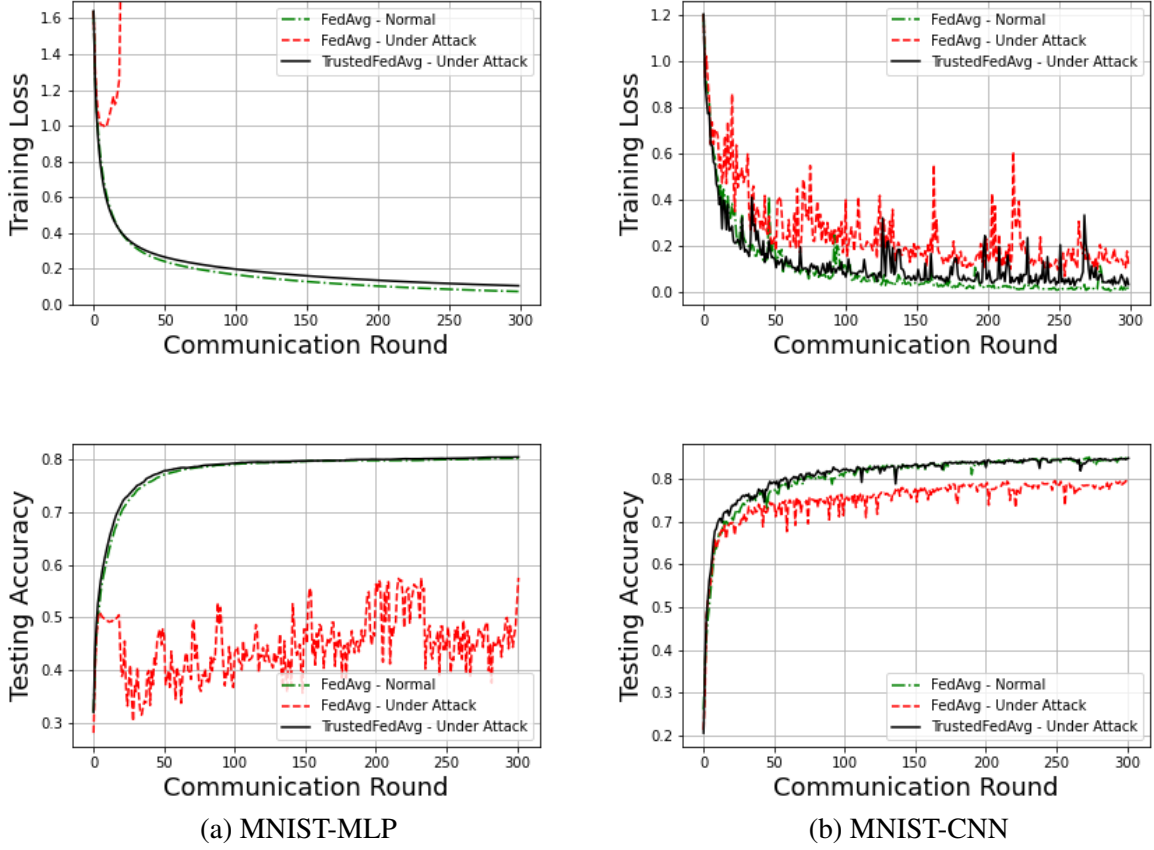 1.6
1.4
1.2
1.0
0.8
0.6
0.4
0.2
0.0
Training Loss
FedAvg - Normal
FedAvg - Under Attack
TrustedFedAvg - Under Attack
0 50 100 150 200 250 300
Communication Round
1.2
1.0
0.8
0.6
0.4
0.2
0.0
Training Loss
FedAvg - Normal
FedAvg - Under Attack
TrustedFedAvg - Under Attack
0 50 100 150 200 250 300
Communication Round
0.8
0.7
0.6
0.5
0.4
0.3
Testing Accuracy
FedAvg - Normal
FedAvg - Under Attack
TrustedFedAvg - Under Attack
0 50 100 150 200 250 300
Communication Round
(a) MNIST-MLP
0.8
0.7
0.6
0.5
0.4
0.3
0.2
Testing Accuracy
FedAvg - Normal
FedAvg - Under Attack
TrustedFedAvg - Under Attack
0 50 100 150 200 250 300
Communication Round
(b) MNIST-CNN